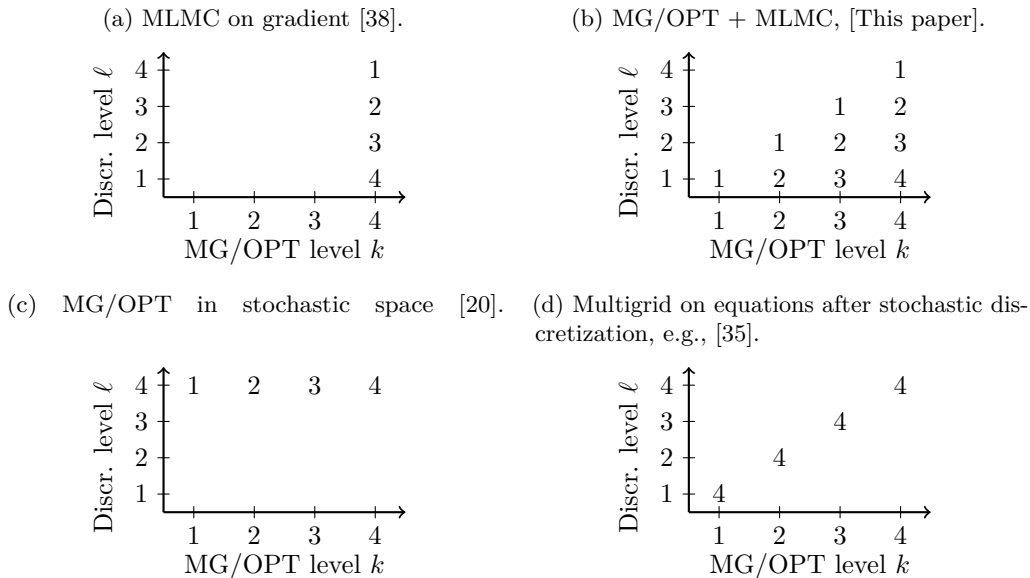 (a) MLMC on gradient [38].
Discr. level ℓ
4 1
3 2
2 3
1 4
1 2 3 4
MG/OPT level k
(b) MG/OPT + MLMC, [This paper].
Discr. level ℓ
4 1
3 1 2
2 1 2 3
1 1 2 3 4
1 2 3 4
MG/OPT level k
(c) MG/OPT in stochastic space [20].
Discr. level ℓ
4 1 2 3 4
3
2
1
1 2 3 4
MG/OPT level k
(d) Multigrid on equations after stochastic dis-
cretization, e.g., [35].
Discr. level ℓ
4 4
3 4
2 4
1 4
1 2 3 4
MG/OPT level k